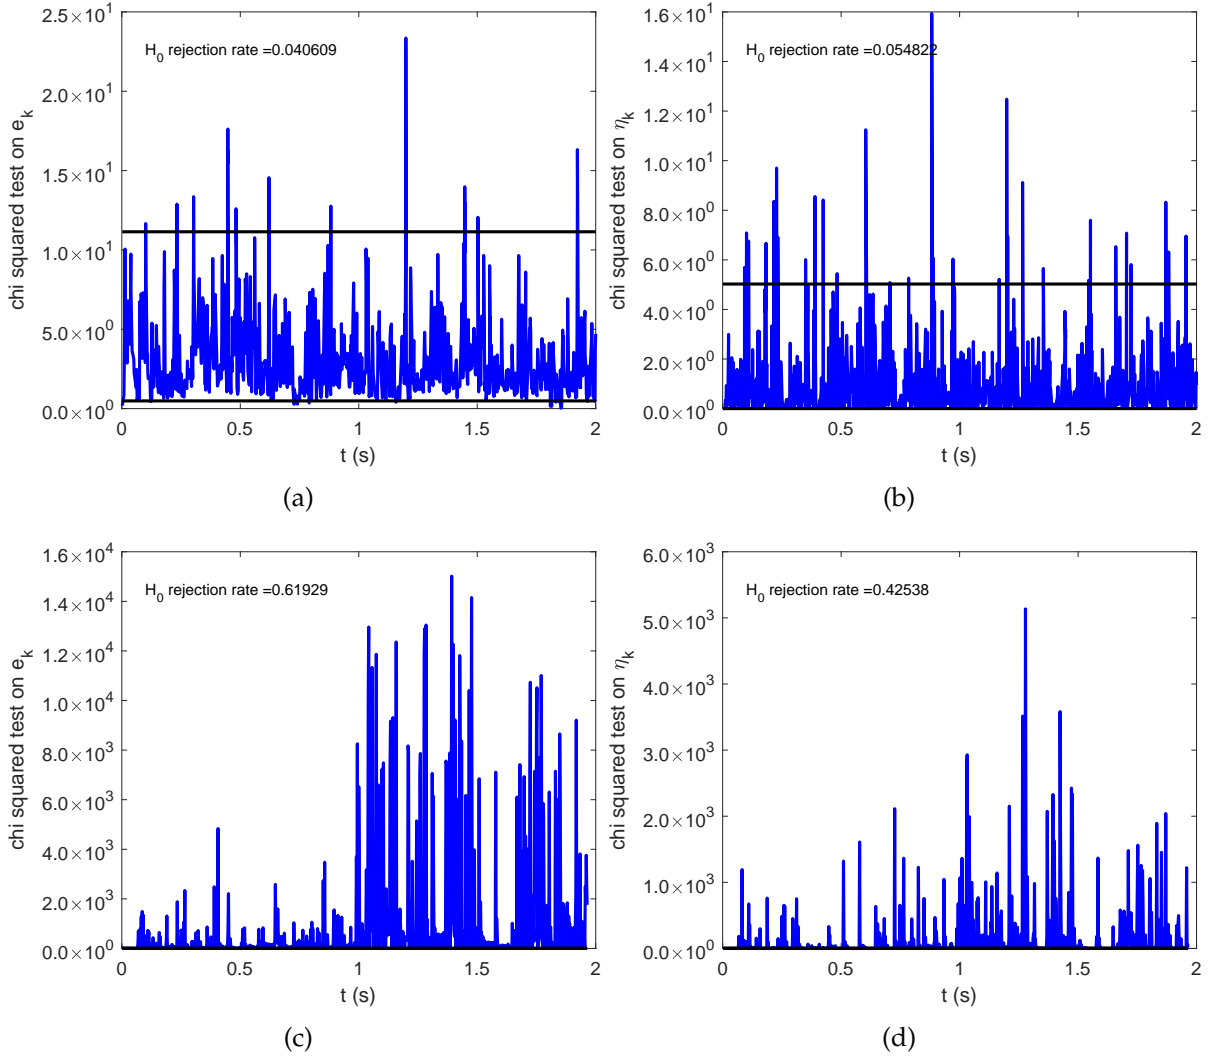 2.5×10¹
2.0×10¹
1.5×10¹
1.0×10¹
5.0×10⁰
0.0×10⁰
chi squared test on e_k
H_0 rejection rate =0.040609
0 0.5 1 1.5 2
t (s)
(a)
1.6×10¹
1.4×10¹
1.2×10¹
1.0×10¹
8.0×10⁰
6.0×10⁰
4.0×10⁰
2.0×10⁰
0.0×10⁰
chi squared test on η_k
H_0 rejection rate =0.054822
0 0.5 1 1.5 2
t (s)
(b)
1.6×10⁴
1.4×10⁴
1.2×10⁴
1.0×10⁴
8.0×10³
6.0×10³
4.0×10³
2.0×10³
0.0×10⁰
chi squared test on e_k
H_0 rejection rate =0.61929
0 0.5 1 1.5 2
t (s)
(c)
6.0×10³
5.0×10³
4.0×10³
3.0×10³
2.0×10³
1.0×10³
0.0×10⁰
chi squared test on η_k
H_0 rejection rate =0.42538
0 0.5 1 1.5 2
t (s)
(d)